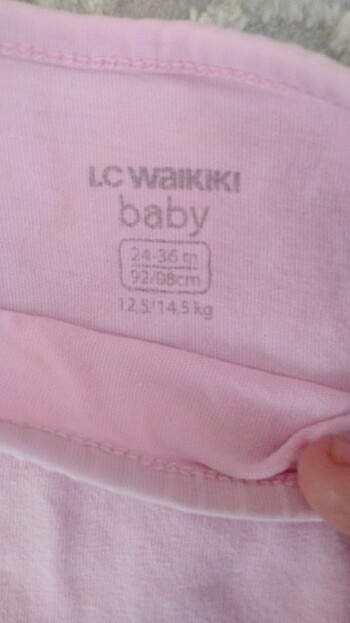 LC WAIKIKI
baby
24-36 m
92/98cm
12,5/14,5 kg